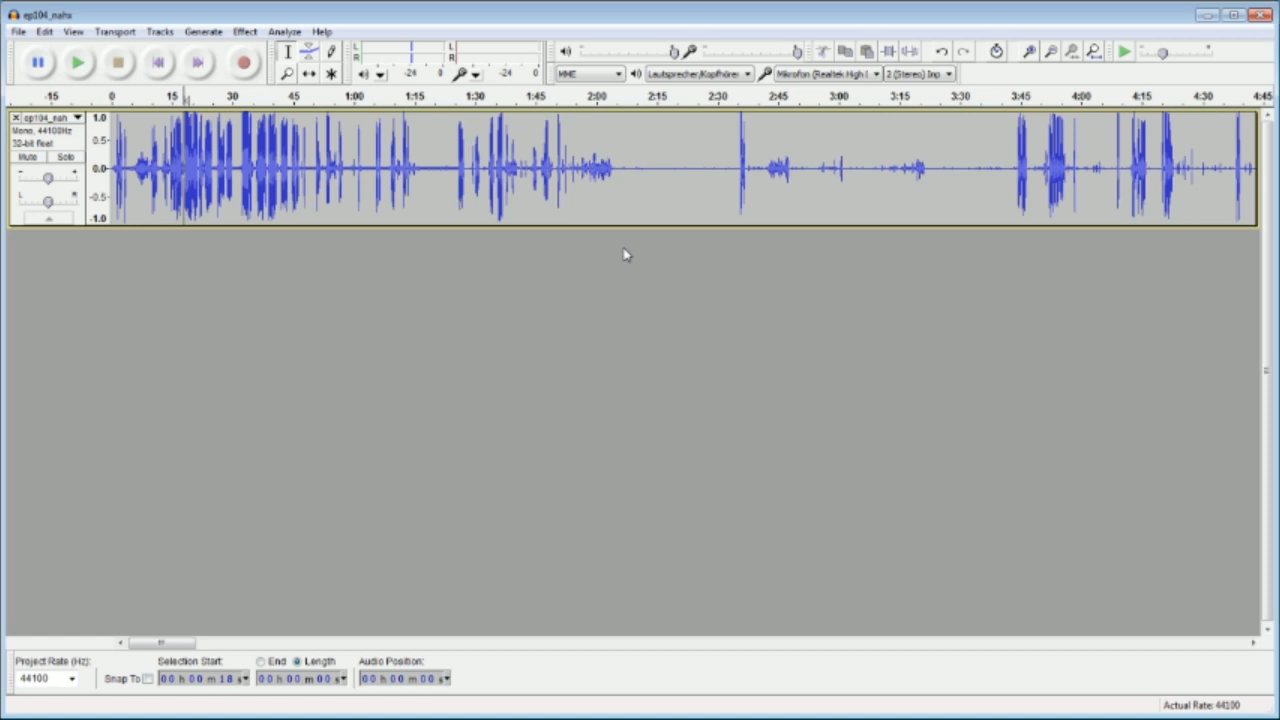 ep104_nahx
File Edit View Transport Tracks Generate Effect Analyze Help
L R -24 0 L R -24 0
MME Lautsprecher/Kopfhörer Mikrofon (Realtek High I 2 (Stereo) Inp
-15 0 15 30 45 1:00 1:15 1:30 1:45 2:00 2:15 2:30 2:45 3:00 3:15 3:30 3:45 4:00 4:15 4:30 4:45
ep104_nah
Mono, 44100Hz
32-bit float
Mute Solo
- +
L R
1.0
0.5-
0.0-
-0.5-
-1.0
Project Rate (Hz): Selection Start: End Length Audio Position:
44100 Snap To 00 h 00 m 18 s 00 h 00 m 00 s 00 h 00 m 00 s
Actual Rate: 44100